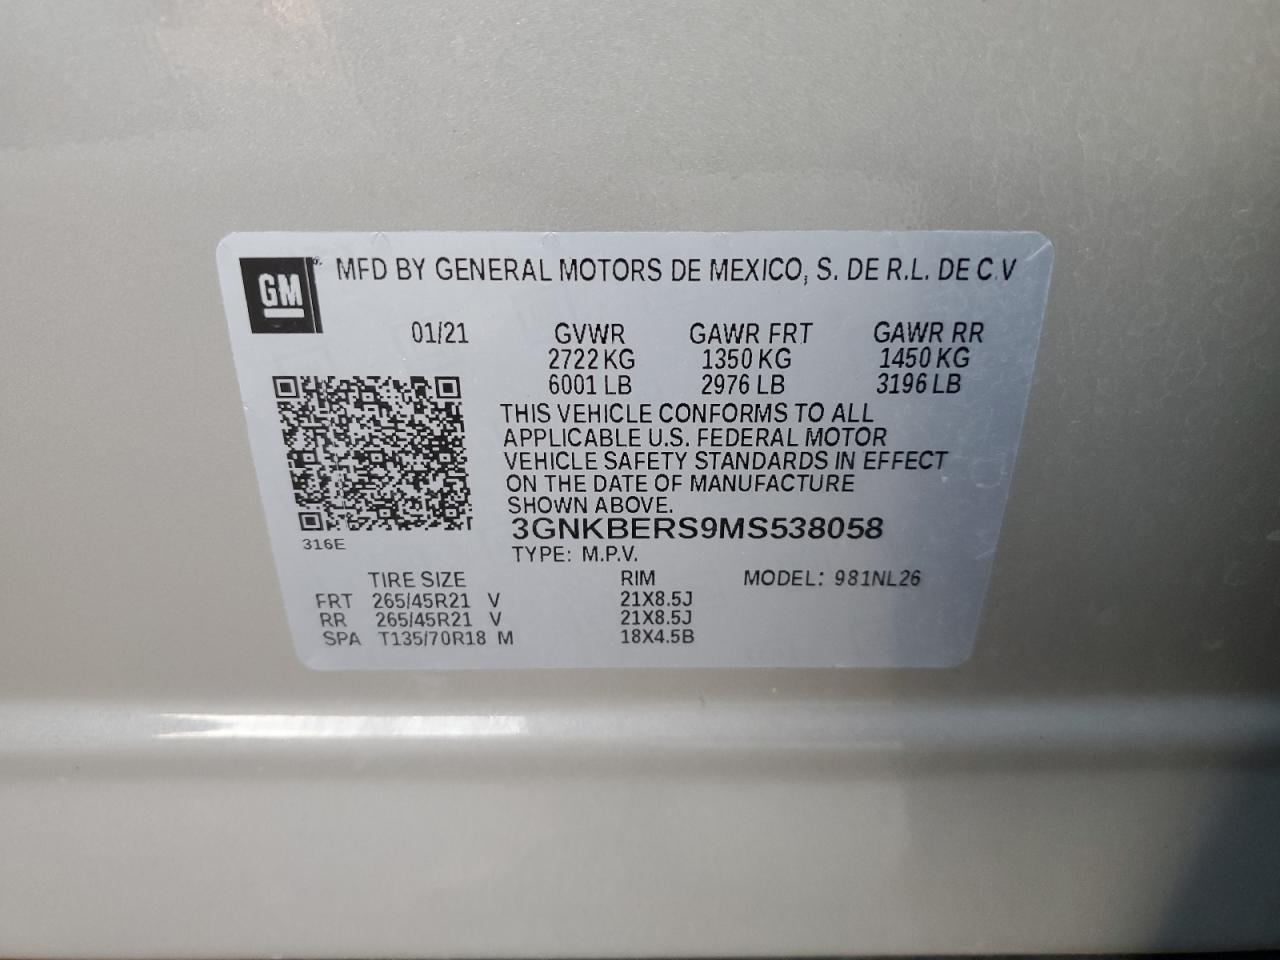 GM
MFD BY GENERAL MOTORS DE MEXICO, S. DE R.L. DE C.V
01/21 GVWR GAWR FRT GAWR RR
2722 KG 1350 KG 1450 KG
6001 LB 2976 LB 3196 LB
THIS VEHICLE CONFORMS TO ALL
APPLICABLE U.S. FEDERAL MOTOR
VEHICLE SAFETY STANDARDS IN EFFECT
ON THE DATE OF MANUFACTURE
SHOWN ABOVE.
3GNKBERS9MS538058
316E
TYPE: M.P.V.
TIRE SIZE RIM MODEL: 981NL26
FRT 265/45R21 V 21X8.5J
RR 265/45R21 V 21X8.5J
SPA T135/70R18 M 18X4.5B